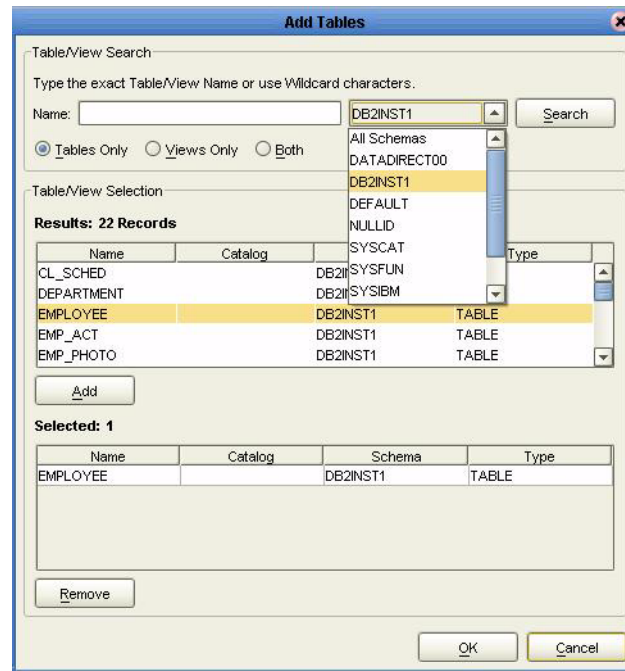 Add Tables
Table/View Search
Type the exact Table/View Name or use Wildcard characters.
Name: DB2INST1 Search
Tables Only Views Only Both
All Schemas
DATADIRECT00
DB2INST1
DEFAULT
NULLID
SYSCAT
SYSFUN
SYSIBM
Table/View Selection
Results: 22 Records
Name Catalog Type
CL_SCHED DB2I
DEPARTMENT DB2I
EMPLOYEE DB2INST1 TABLE
EMP_ACT DB2INST1 TABLE
EMP_PHOTO DB2INST1 TABLE
Add
Selected: 1
Name Catalog Schema Type
EMPLOYEE DB2INST1 TABLE
Remove
OK Cancel